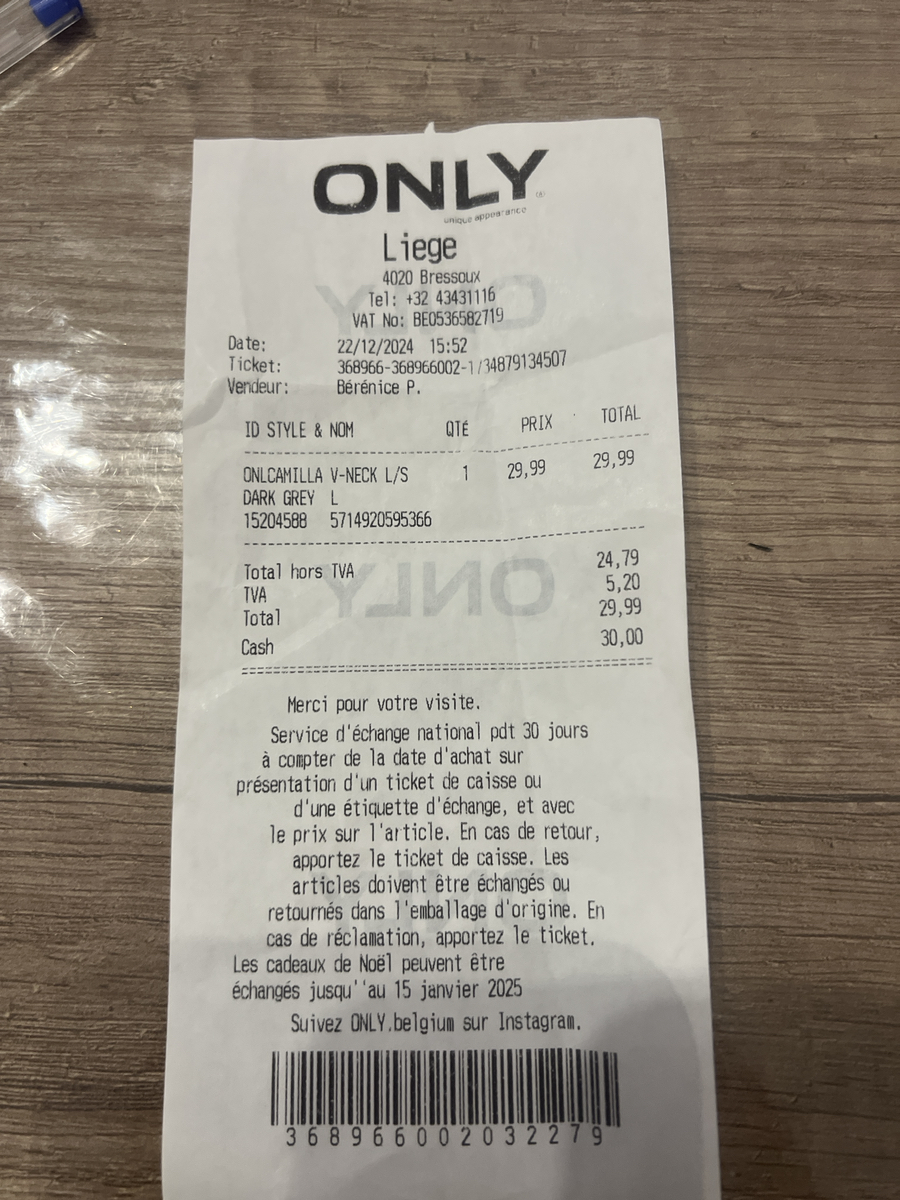 ONLY
unique appearance
Liege
4020 Bressoux
Tel: +32 43431116
VAT No: BE0536582719
Date: 22/12/2024 15:52
Ticket: 368966-368966002-1/34879134507
Vendeur: Bérénice P.
ID STYLE & NOM QTÉ PRIX TOTAL
ONLCAMILLA V-NECK L/S 1 29,99 29,99
DARK GREY L
15204588 5714920595366
Total hors TVA 24,79
TVA 5,20
Total 29,99
Cash 30,00
Merci pour votre visite.
Service d'échange national pdt 30 jours
à compter de la date d'achat sur
présentation d'un ticket de caisse ou
d'une étiquette d'échange, et avec
le prix sur l'article. En cas de retour,
apportez le ticket de caisse. Les
articles doivent être échangés ou
retournés dans l'emballage d'origine. En
cas de réclamation, apportez le ticket.
Les cadeaux de Noël peuvent être
échangés jusqu''au 15 janvier 2025
Suivez ONLY.belgium sur Instagram.
368966002032279